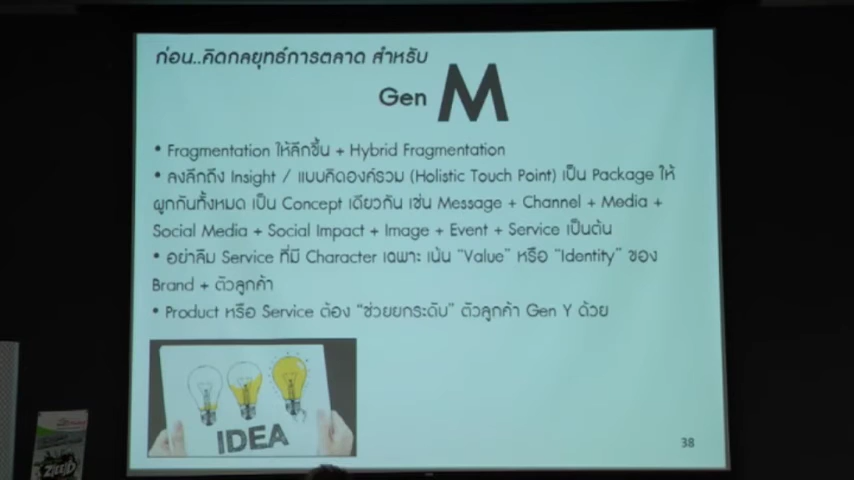 ก่อน..คิดกลยุทธ์การตลาด สำหรับ
Gen M
• Fragmentation ให้ลึกขึ้น + Hybrid Fragmentation
• ลงลึกถึง Insight / แบบคิดองค์รวม (Holistic Touch Point) เป็น Package ให้
ผูกกันทั้งหมด เป็น Concept เดียวกัน เช่น Message + Channel + Media +
Social Media + Social Impact + Image + Event + Service เป็นต้น
• อย่าลืม Service ที่มี Character เฉพาะ เน้น “Value” หรือ “Identity” ของ
Brand + ตัวลูกค้า
• Product หรือ Service ต้อง “ช่วยยกระดับ” ตัวลูกค้า Gen Y ด้วย
IDEA
38